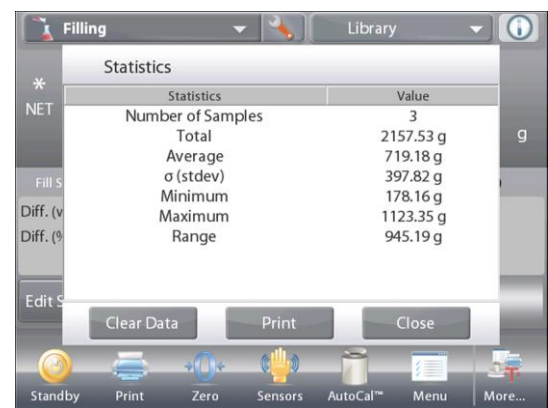 Filling Library
Statistics
*
NET
Statistics Value
Number of Samples 3
Total 2157.53 g
g
Average 719.18 g
σ (stdev) 397.82 g
Fill S
Minimum 178.16 g
Diff. (v
Maximum 1123.35 g
Diff. (%
Range 945.19 g
Edit S
Clear Data Print Close
Standby Print Zero Sensors AutoCal™ Menu More...